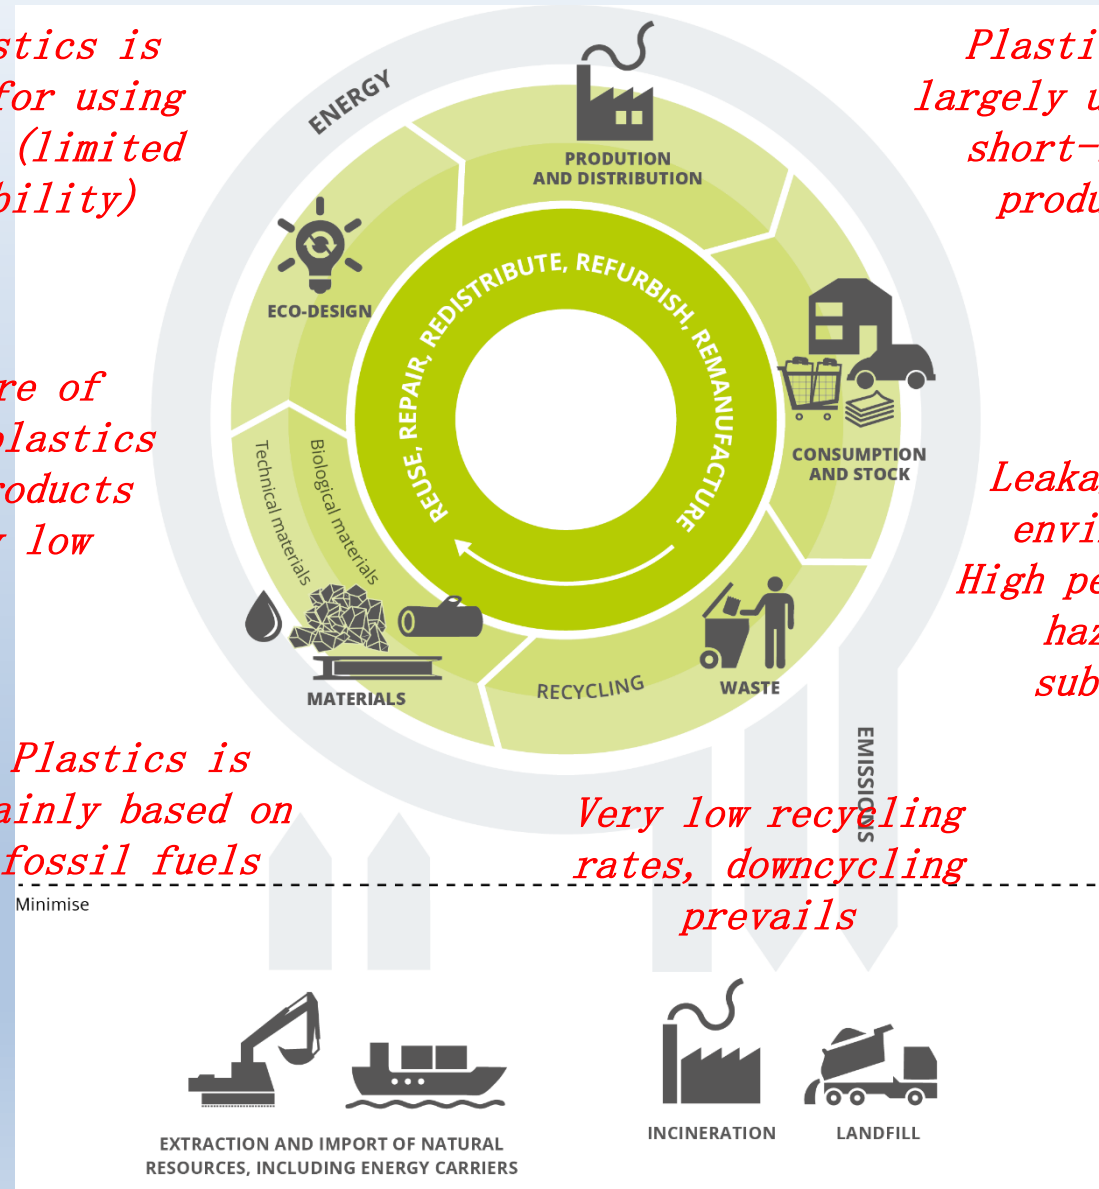 stics is
for using
(limited
bility)
Plasti
largely u
short-
produ
ENERGY
PRODUTION
AND DISTRIBUTION
ECO-DESIGN
REUSE, REPAIR, REDISTRIBUTE, REFURBISH, REMANUFACTURE
CONSUMPTION
AND STOCK
re of
plastics
roducts
low
Leaka
envi
High pe
haz
sub
Technical materials
Biological materials
MATERIALS
RECYCLING
WASTE
EMISSIONS
Plastics is
ainly based on
fossil fuels
Very low recycling
rates, downcycling
prevails
Minimise
EXTRACTION AND IMPORT OF NATURAL
RESOURCES, INCLUDING ENERGY CARRIERS
INCINERATION
LANDFILL